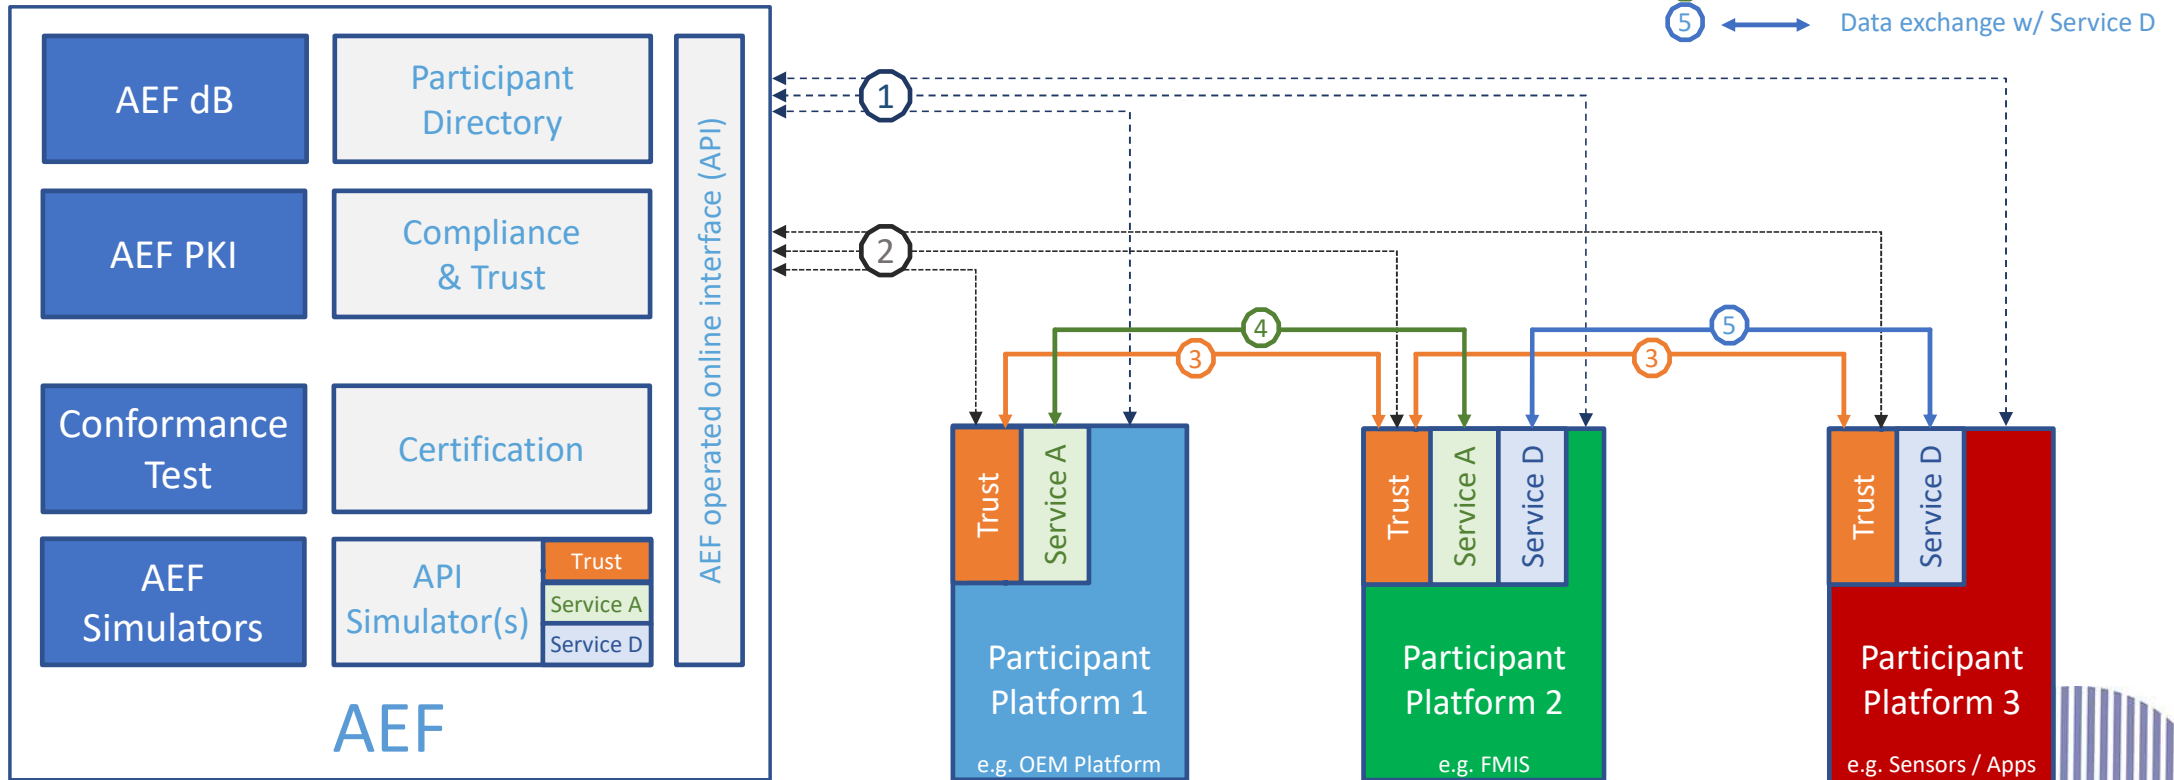 5 Data exchange w/ Service D
AEF dB
Participant
Directory
AEF PKI
Compliance
& Trust
Conformance
Test
Certification
AEF
Simulators
API
Simulator(s)
Trust
Service A
Service D
AEF operated online interface (API)
AEF
1
2
3
4
3
5
Trust
Service A
Participant
Platform 1
e.g. OEM Platform
Trust
Service A
Service D
Participant
Platform 2
e.g. FMIS
Trust
Service D
Participant
Platform 3
e.g. Sensors / Apps